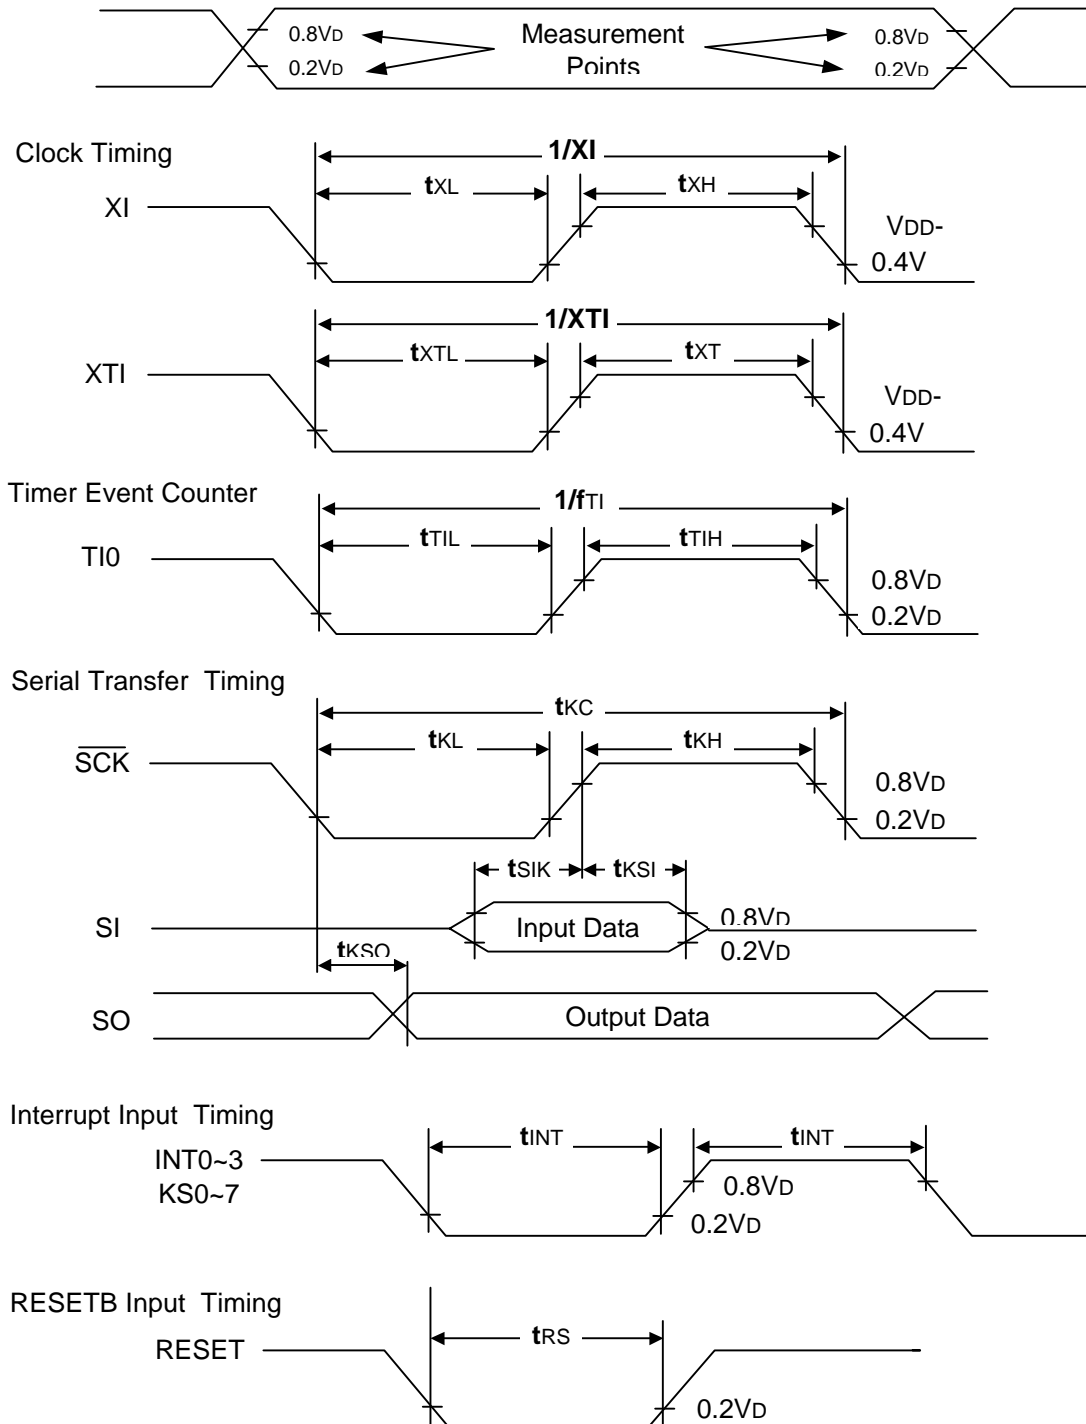 0.8VD
0.2VD
Measurement
Points
0.8VD
0.2VD
Clock Timing
1/XI
tXL
tXH
XI
VDD-
0.4V
1/XTI
tXTL
tXT
XTI
VDD-
0.4V
Timer Event Counter
1/fTI
tTIL
tTIH
TI0
0.8VD
0.2VD
Serial Transfer Timing
tKC
tKL
tKH
SCK
0.8VD
0.2VD
tSIK
tKSI
SI
Input Data
0.8VD
0.2VD
tKSO
SO
Output Data
Interrupt Input Timing
tINT
tINT
INT0~3
KS0~7
0.8VD
0.2VD
RESETB Input Timing
tRS
RESET
0.2VD